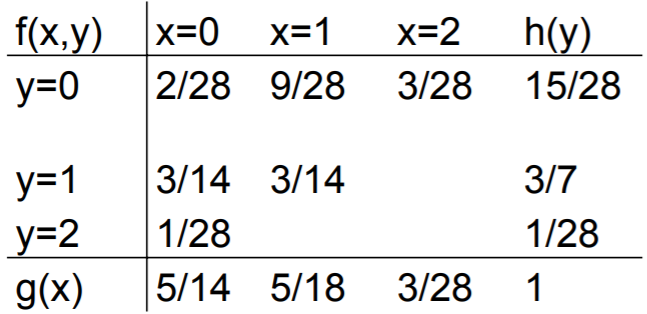 f(x,y) x=0 x=1 x=2 h(y)
y=0 2/28 9/28 3/28 15/28
y=1 3/14 3/14 3/7
y=2 1/28 1/28
g(x) 5/14 5/18 3/28 1